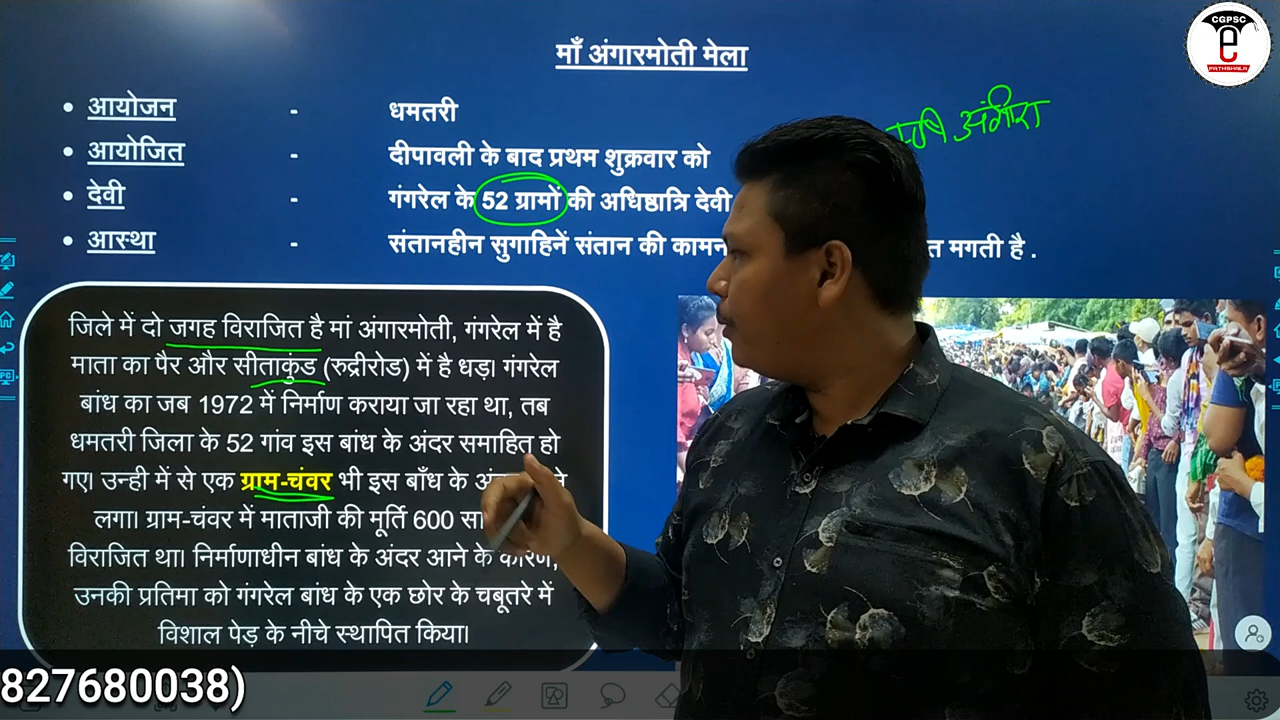 CGPSC
e
PATHSHALA
माँ अंगारमोती मेला
ऋषि अंगीरा
• आयोजन - धमतरी
• आयोजित - दीपावली के बाद प्रथम शुक्रवार को
• देवी - गंगरेल के 52 ग्रामों की अधिष्ठात्रि देवी
• आस्था - संतानहीन सुगाहिनें संतान की मगती है .
जिले में दो जगह विराजित है मां अंगारमोती, गंगरेल में है
माता का पैर और सीताकुंड (रुद्रीरोड) में है धड़। गंगरेल
बांध का जब 1972 में निर्माण कराया जा रहा था, तब
धमतरी जिला के 52 गांव इस बांध के अंदर समाहित हो
गए। उन्ही में से एक ग्राम-चंवर भी इस बाँध के
लगा। ग्राम-चंवर में माताजी की मूर्ति 600
विराजित था। निर्माणाधीन बांध के अंदर आने के कारण,
उनकी प्रतिमा को गंगरेल बांध के एक छोर के चबूतरे में
विशाल पेड़ के नीचे स्थापित किया।
827680038)